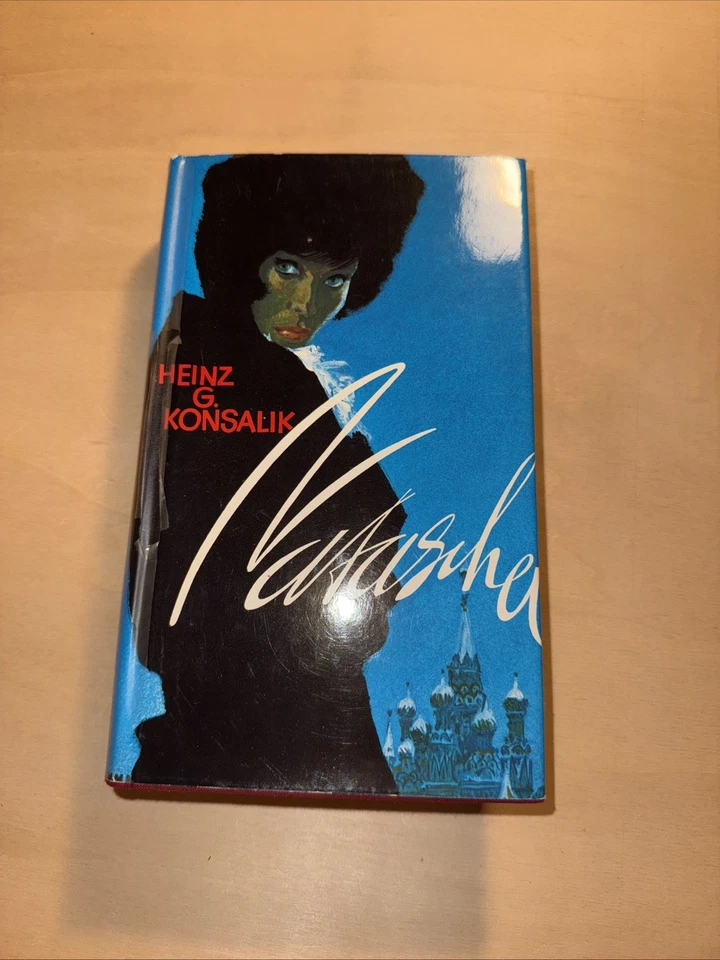 HEINZ
G.
KONSALIK
Natascha